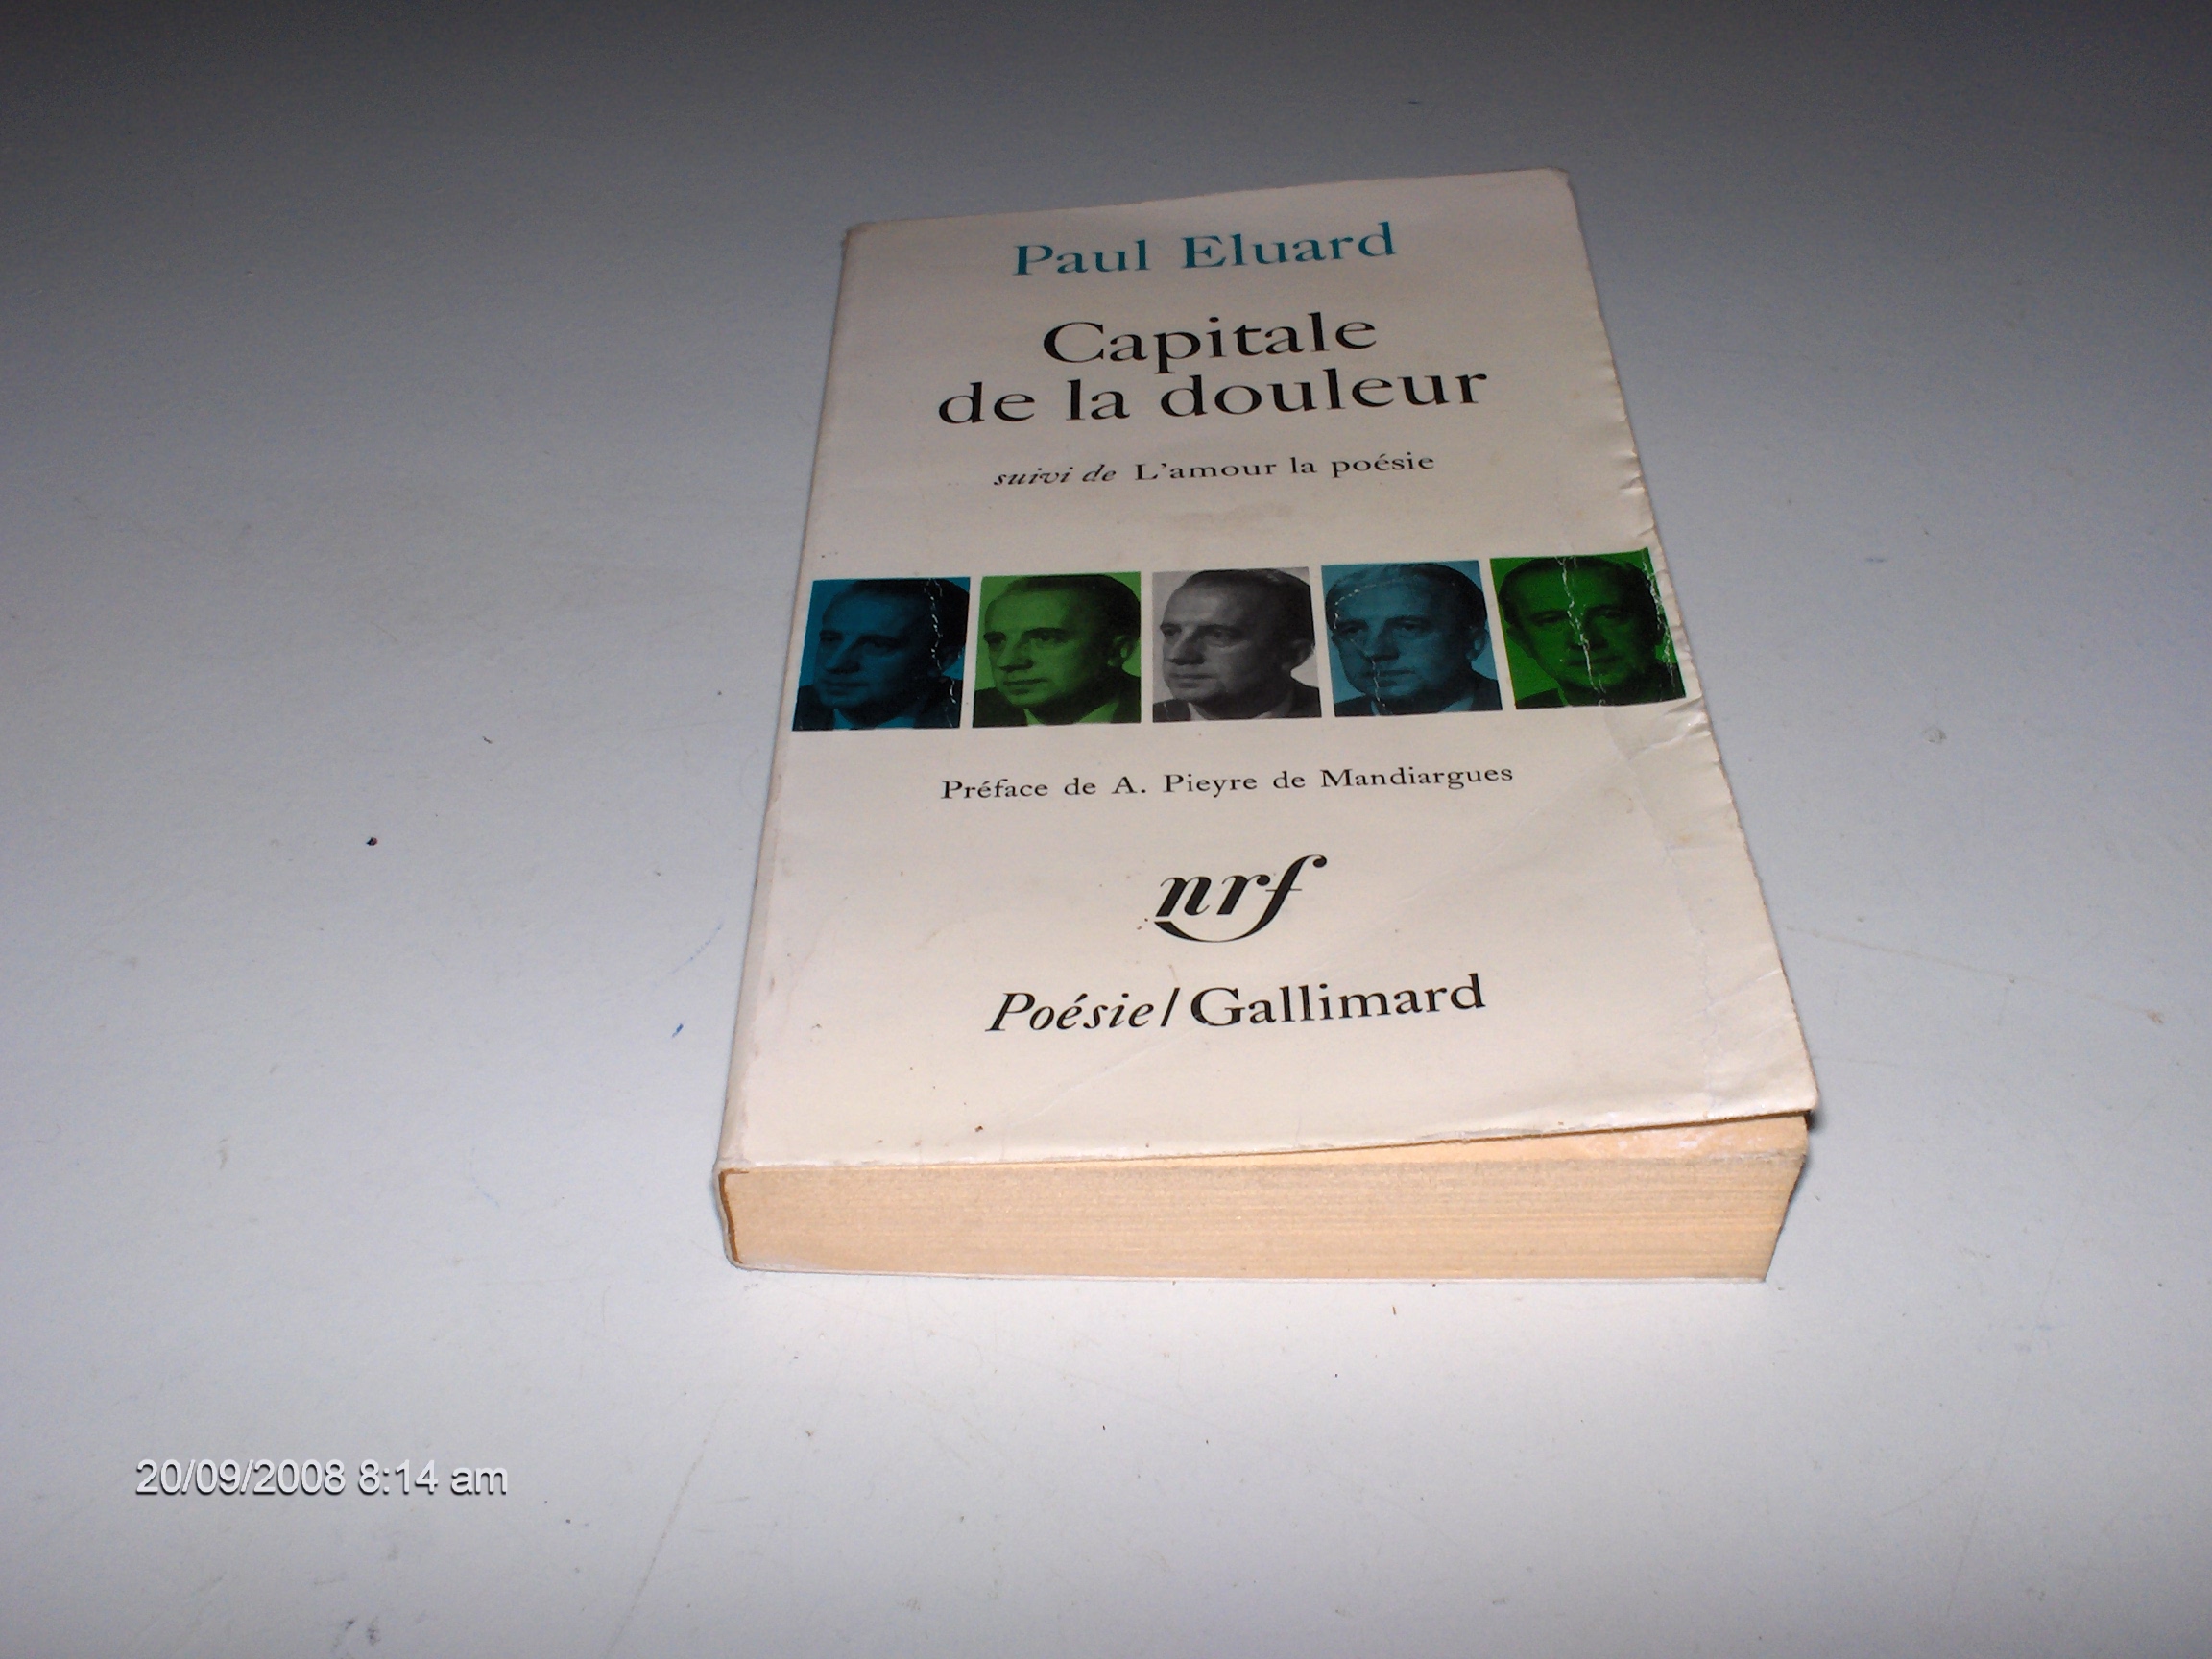 Paul Eluard
Capitale
de la douleur
suivi de L'amour la poésie
Préface de A. Pieyre de Mandiargues
nrf
Poésie/Gallimard
20/09/2008 8:14 am